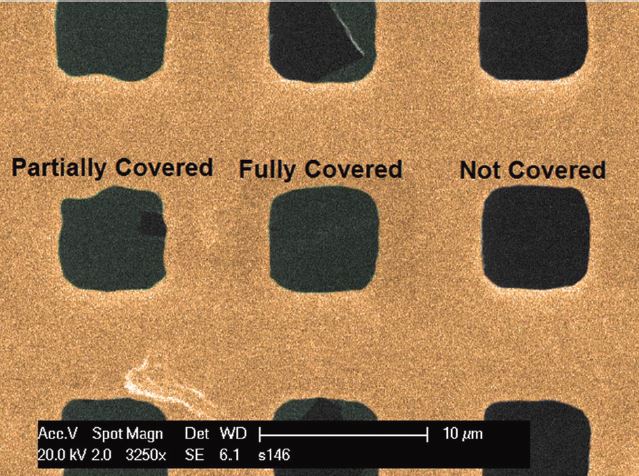 Partially Covered Fully Covered Not Covered
Acc.V Spot Magn Det WD 10 µm
20.0 kV 2.0 3250x SE 6.1 s146